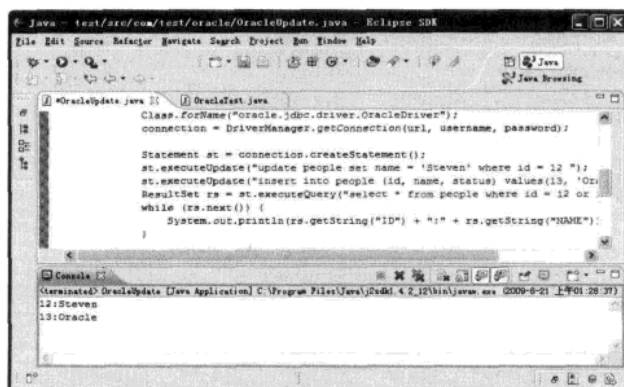 Java - test/src/com/test/oracle/OracleUpdate.java - Eclipse SDK
File Edit Source Refactor Navigate Search Project Run Window Help
Java
Java Browsing
*OracleUpdate.java OracleTest.java
Class.forName("oracle.jdbc.driver.OracleDriver");
connection = DriverManager.getConnection(url, username, password);
Statement st = connection.createStatement();
st.executeUpdate("update people set name = 'Steven' where id = 12 ");
st.executeUpdate("insert into people (id, name, status) values(13, 'Ora
ResultSet rs = st.executeQuery("select * from people where id = 12 or
while (rs.next()) {
System.out.println(rs.getString("ID") + ":" + rs.getString("NAME")
}
Console
<terminated> OracleUpdate [Java Application] C:\Program Files\Java\j2sdk1.4.2_12\bin\javaw.exe (2009-8-21 上午01:28:37)
12:Steven
13:Oracle